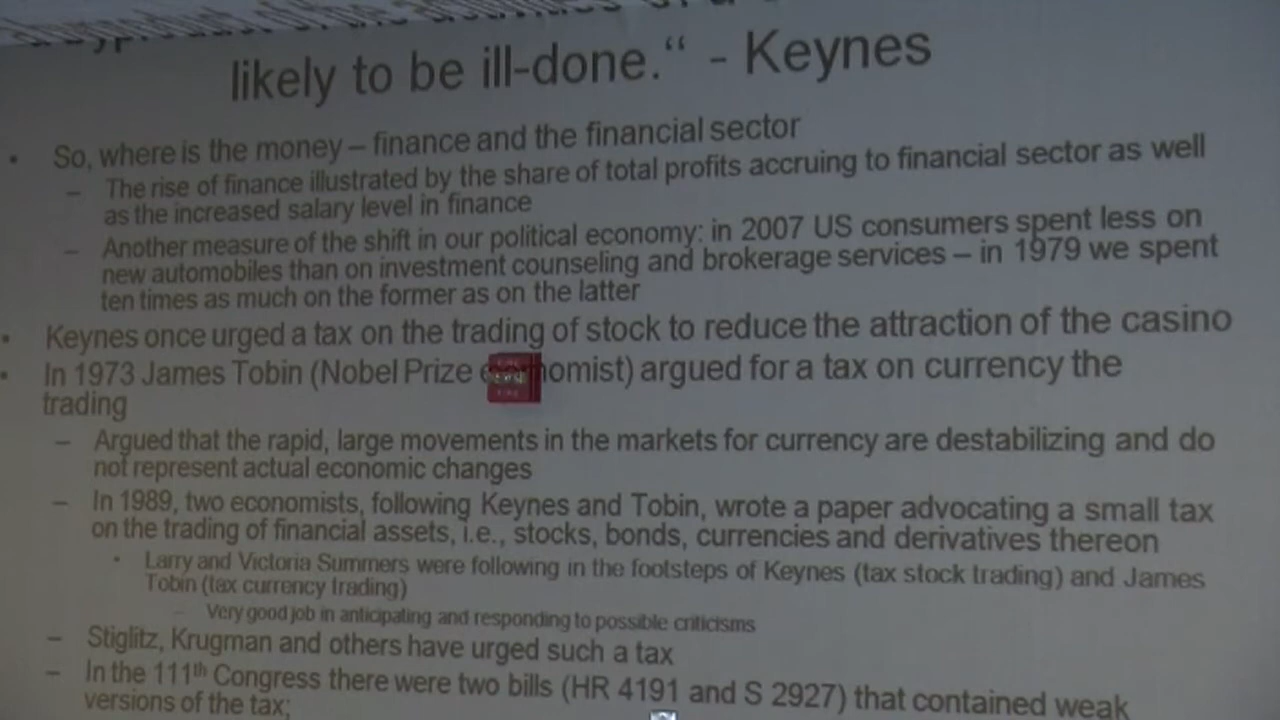 likely to be ill-done.“ - Keynes
• So, where is the money – finance and the financial sector
– The rise of finance illustrated by the share of total profits accruing to financial sector as well
as the increased salary level in finance
– Another measure of the shift in our political economy: in 2007 US consumers spent less on
new automobiles than on investment counseling and brokerage services – in 1979 we spent
ten times as much on the former as on the latter
• Keynes once urged a tax on the trading of stock to reduce the attraction of the casino
• In 1973 James Tobin (Nobel Prize economist) argued for a tax on currency the
trading
– Argued that the rapid, large movements in the markets for currency are destabilizing and do
not represent actual economic changes
– In 1989, two economists, following Keynes and Tobin, wrote a paper advocating a small tax
on the trading of financial assets, i.e., stocks, bonds, currencies and derivatives thereon
• Larry and Victoria Summers were following in the footsteps of Keynes (tax stock trading) and James
Tobin (tax currency trading)
– Very good job in anticipating and responding to possible criticisms
– Stiglitz, Krugman and others have urged such a tax
– In the 111th Congress there were two bills (HR 4191 and S 2927) that contained weak
versions of the tax;